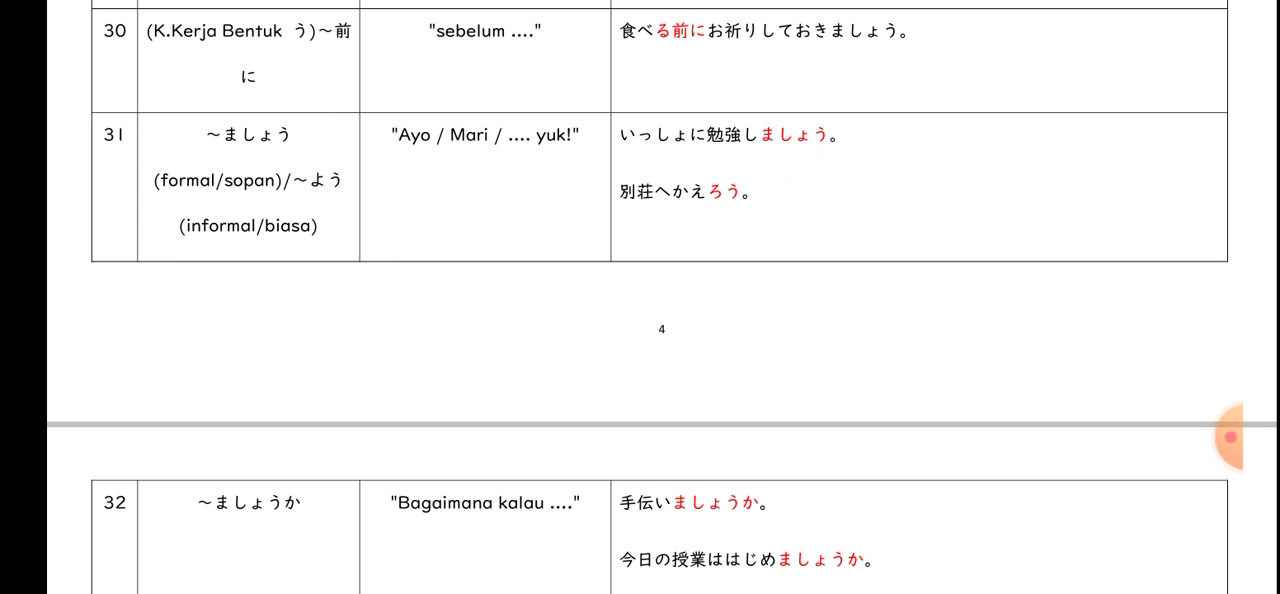 30
(K.Kerja Bentuk う)～前
に
"sebelum ...."
食べる前にお祈りしておきましょう。
31
～ましょう
(formal/sopan)/～よう
(informal/biasa)
"Ayo / Mari / .... yuk!"
いっしょに勉強しましょう。
別荘へかえろう。
4
32
～ましょうか
"Bagaimana kalau ...."
手伝いましょうか。
今日の授業ははじめましょうか。